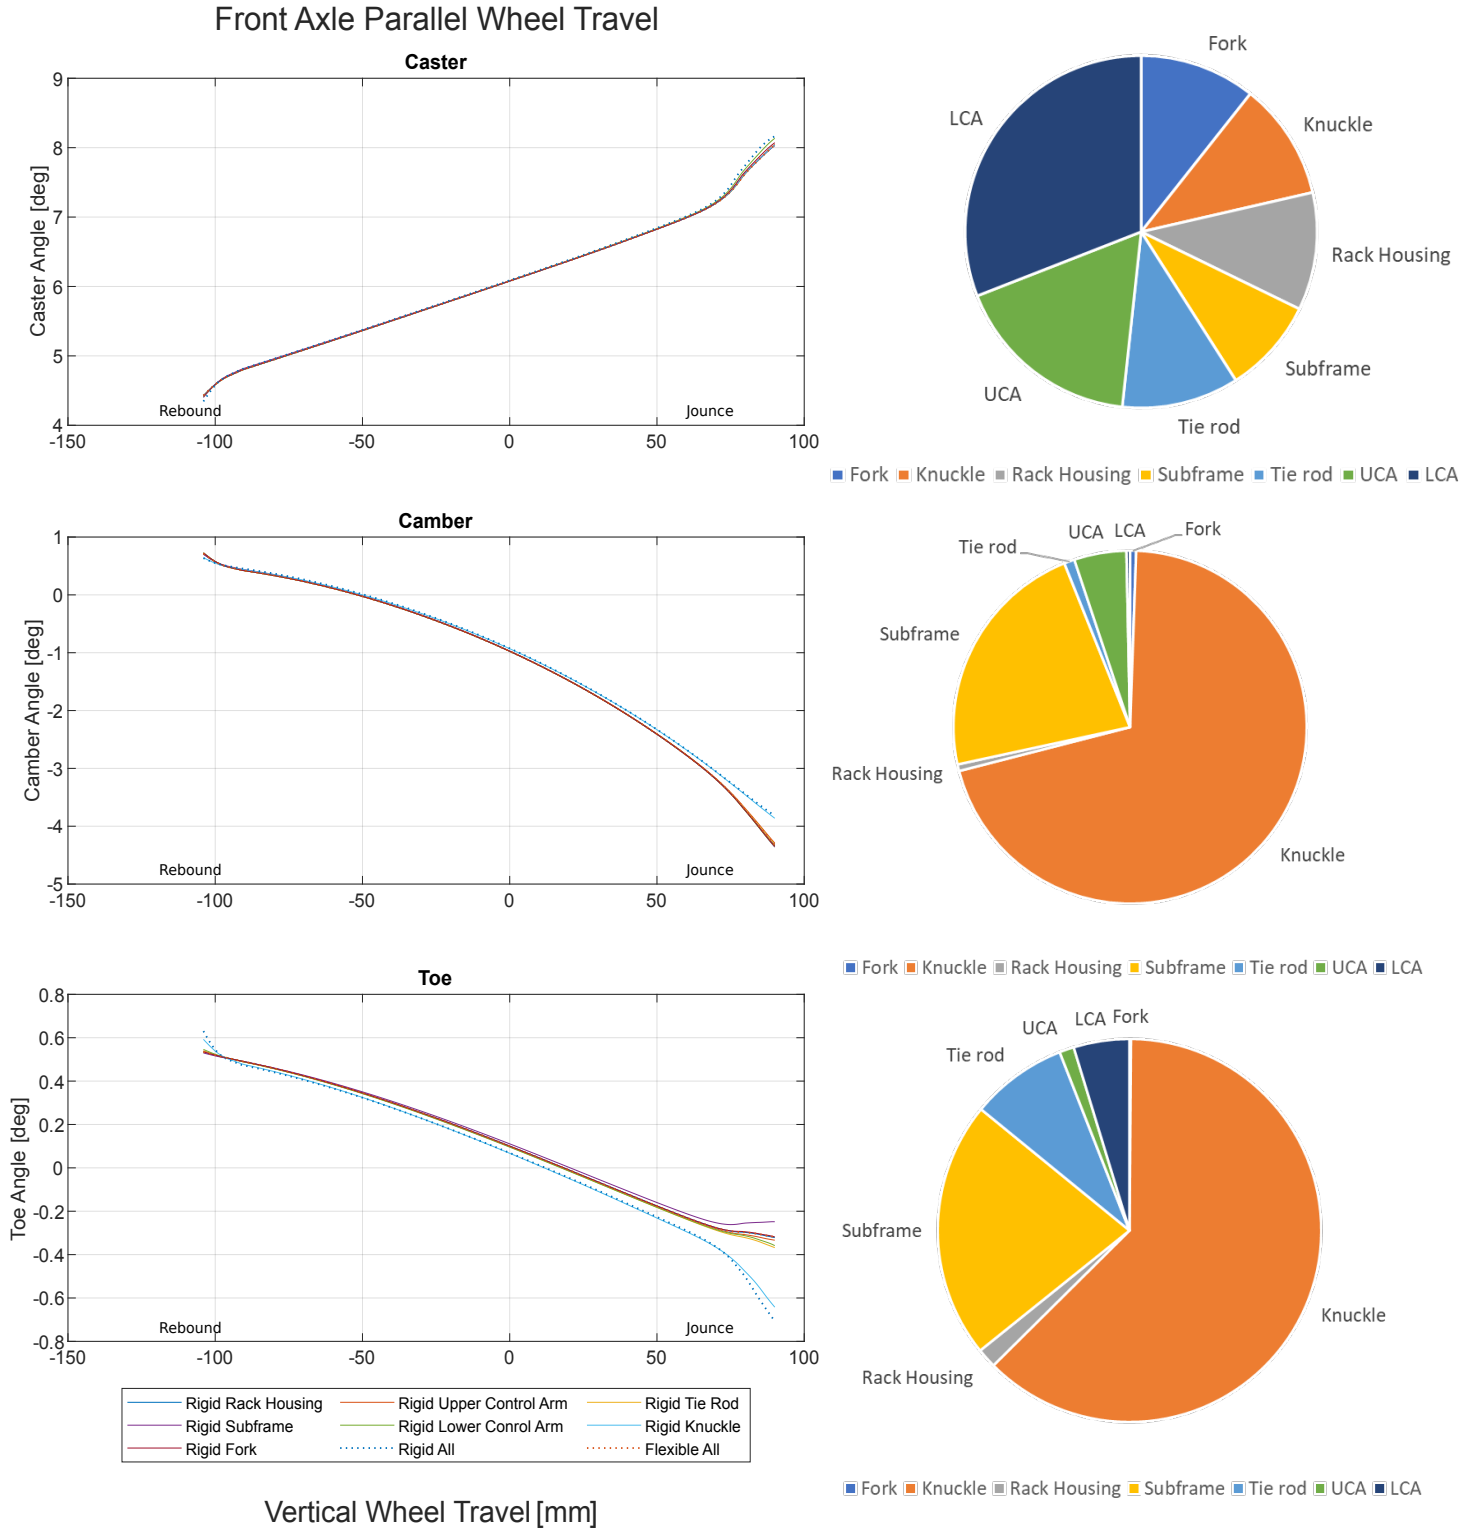 Front Axle Parallel Wheel Travel
Caster
Caster Angle [deg]
9
8
7
6
5
4
-150
-100
-50
0
50
100
Rebound
Jounce
Fork
Knuckle
Rack Housing
Subframe
Tie rod
UCA
LCA
Fork Knuckle Rack Housing Subframe Tie rod UCA LCA
Camber
Camber Angle [deg]
1
0
-1
-2
-3
-4
-5
-150
-100
-50
0
50
100
Rebound
Jounce
Tie rod
UCA
LCA
Fork
Subframe
Rack Housing
Knuckle
Fork Knuckle Rack Housing Subframe Tie rod UCA LCA
Toe
Toe Angle [deg]
0.8
0.6
0.4
0.2
0
-0.2
-0.4
-0.6
-0.8
-150
-100
-50
0
50
100
Rebound
Jounce
UCA
LCA
Fork
Tie rod
Subframe
Rack Housing
Knuckle
Fork Knuckle Rack Housing Subframe Tie rod UCA LCA
Rigid Rack Housing
Rigid Upper Control Arm
Rigid Tie Rod
Rigid Subframe
Rigid Lower Conrol Arm
Rigid Knuckle
Rigid Fork
Rigid All
Flexible All
Vertical Wheel Travel [mm]